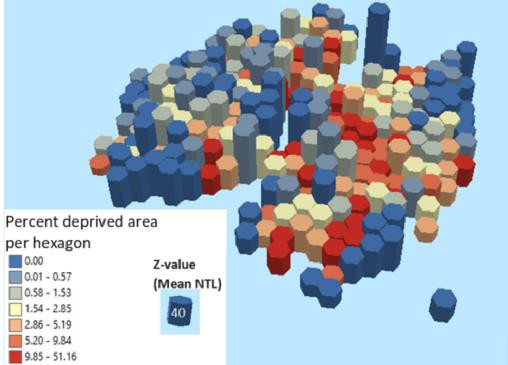 Percent deprived area
per hexagon
0.00
0.01 - 0.57
0.58 - 1.53
1.54 - 2.85
2.86 - 5.19
5.20 - 9.84
9.85 - 51.16
Z-value
(Mean NTL)
40